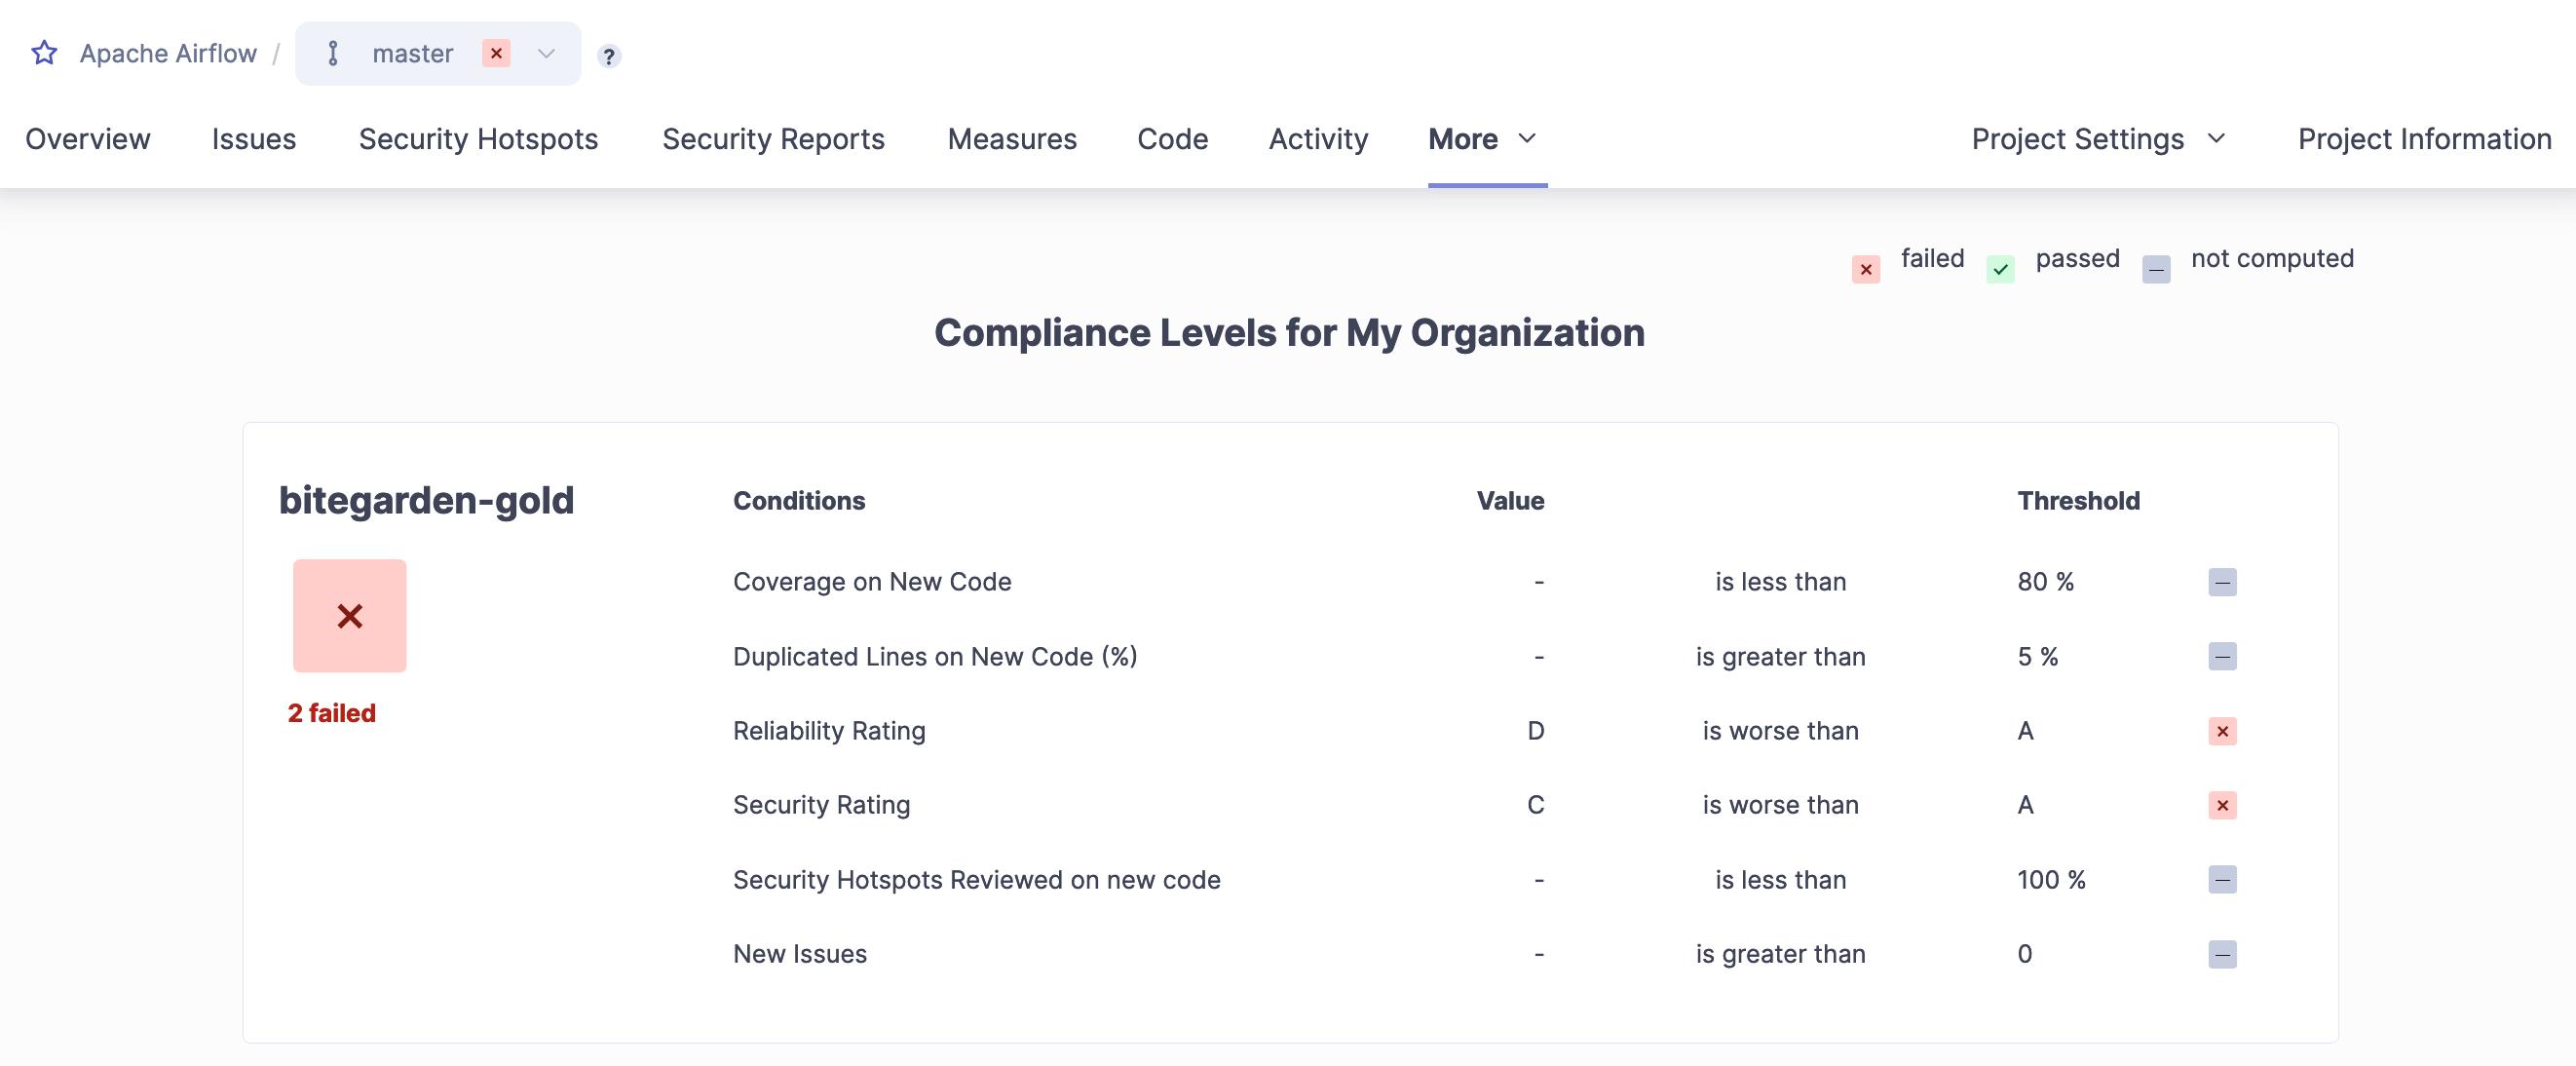 Apache Airflow / master ?
Overview Issues Security Hotspots Security Reports Measures Code Activity More Project Settings Project Information
failed passed not computed
Compliance Levels for My Organization
bitegarden-gold Conditions Value Threshold
Coverage on New Code - is less than 80 %
Duplicated Lines on New Code (%) - is greater than 5 %
Reliability Rating D is worse than A
2 failed
Security Rating C is worse than A
Security Hotspots Reviewed on new code - is less than 100 %
New Issues - is greater than 0